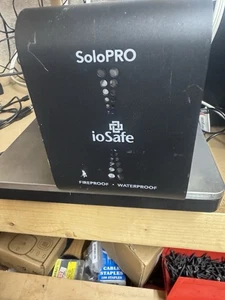 SoloPRO
ioSafe
FIREPROOF • WATERPROOF
CABLE
STAPLES